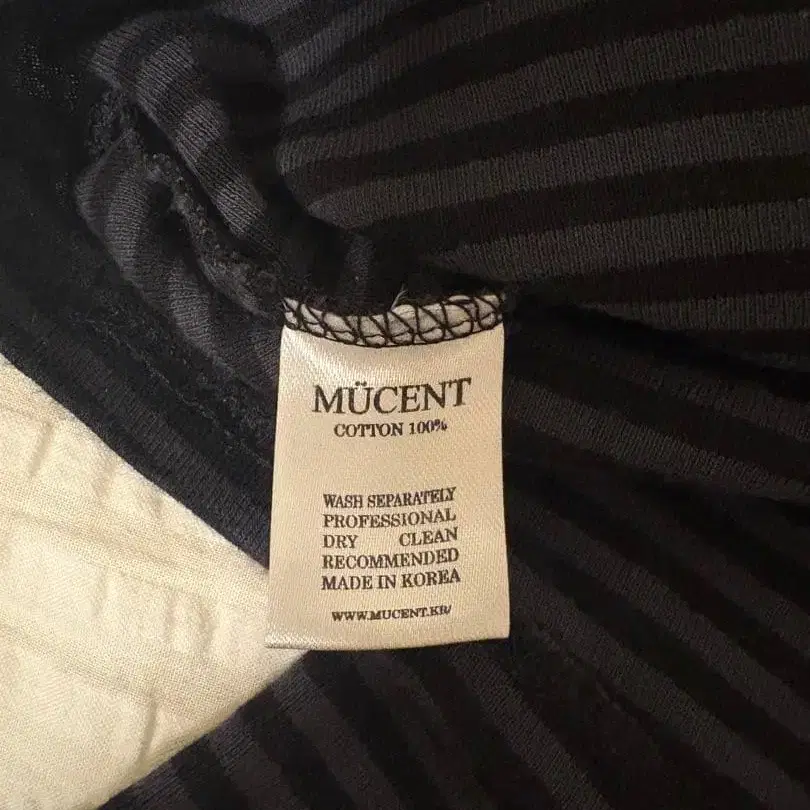 MÜCENT
COTTON 100%
WASH SEPARATELY
PROFESSIONAL
DRY CLEAN
RECOMMENDED
MADE IN KOREA
WWW.MUCENT.KR/